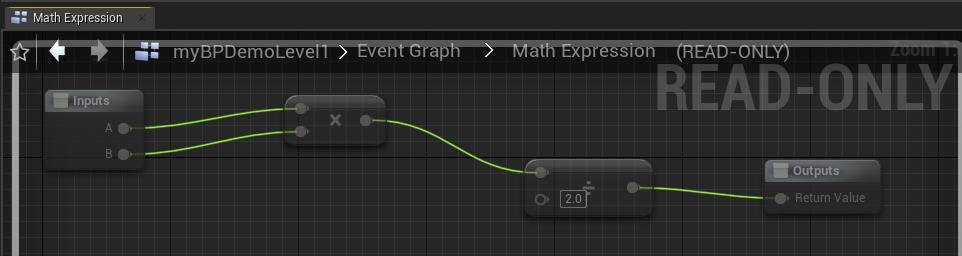 Math Expression ×
myBPDemoLevel1 > Event Graph > Math Expression (READ-ONLY)
Zoom 1:
READ-ONLY
Inputs
A
B
×
÷
2.0
Outputs
Return Value